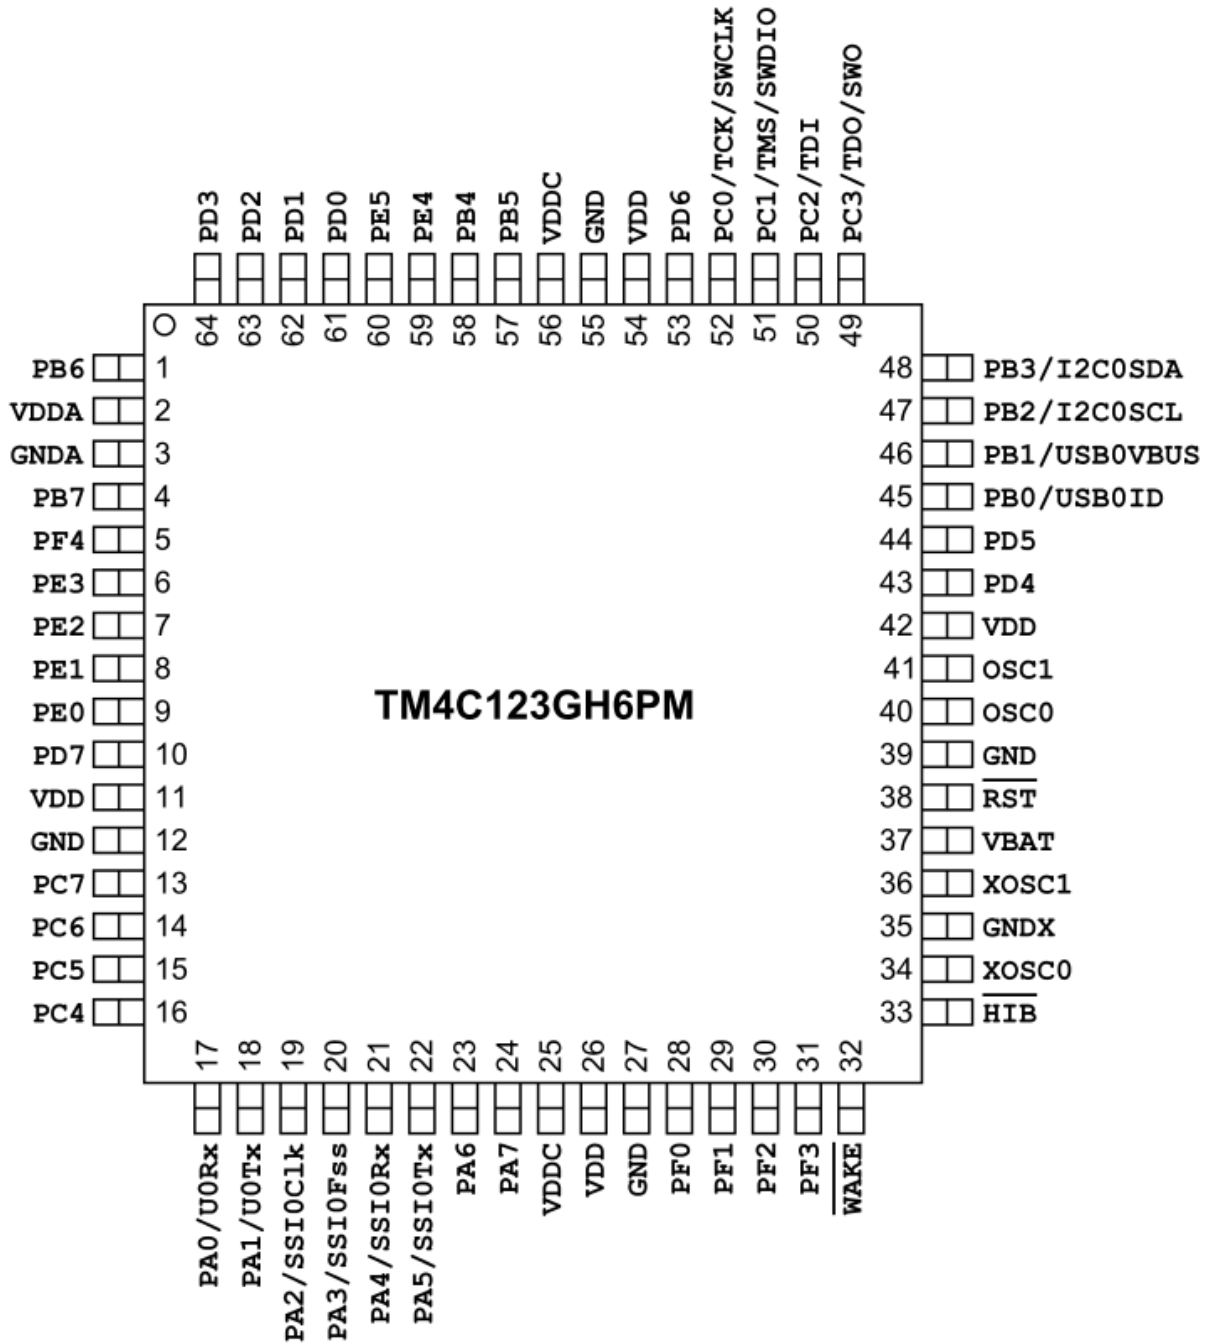 PD3
PD2
PD1
PD0
PE5
PE4
PB4
PB5
VDDC
GND
VDD
PD6
PC0/TCK/SWCLK
PC1/TMS/SWDIO
PC2/TDI
PC3/TDO/SWO
64 63 62 61 60 59 58 57 56 55 54 53 52 51 50 49
PB6 1
VDDA 2
GNDA 3
PB7 4
PF4 5
PE3 6
PE2 7
PE1 8
PE0 9
PD7 10
VDD 11
GND 12
PC7 13
PC6 14
PC5 15
PC4 16
TM4C123GH6PM
48 PB3/I2C0SDA
47 PB2/I2C0SCL
46 PB1/USB0VBUS
45 PB0/USB0ID
44 PD5
43 PD4
42 VDD
41 OSC1
40 OSC0
39 GND
38 RST
37 VBAT
36 XOSC1
35 GNDX
34 XOSC0
33 HIB
17 18 19 20 21 22 23 24 25 26 27 28 29 30 31 32
PA0/U0Rx
PA1/U0Tx
PA2/SSI0Clk
PA3/SSI0Fss
PA4/SSI0Rx
PA5/SSI0Tx
PA6
PA7
VDDC
VDD
GND
PF0
PF1
PF2
PF3
WAKE